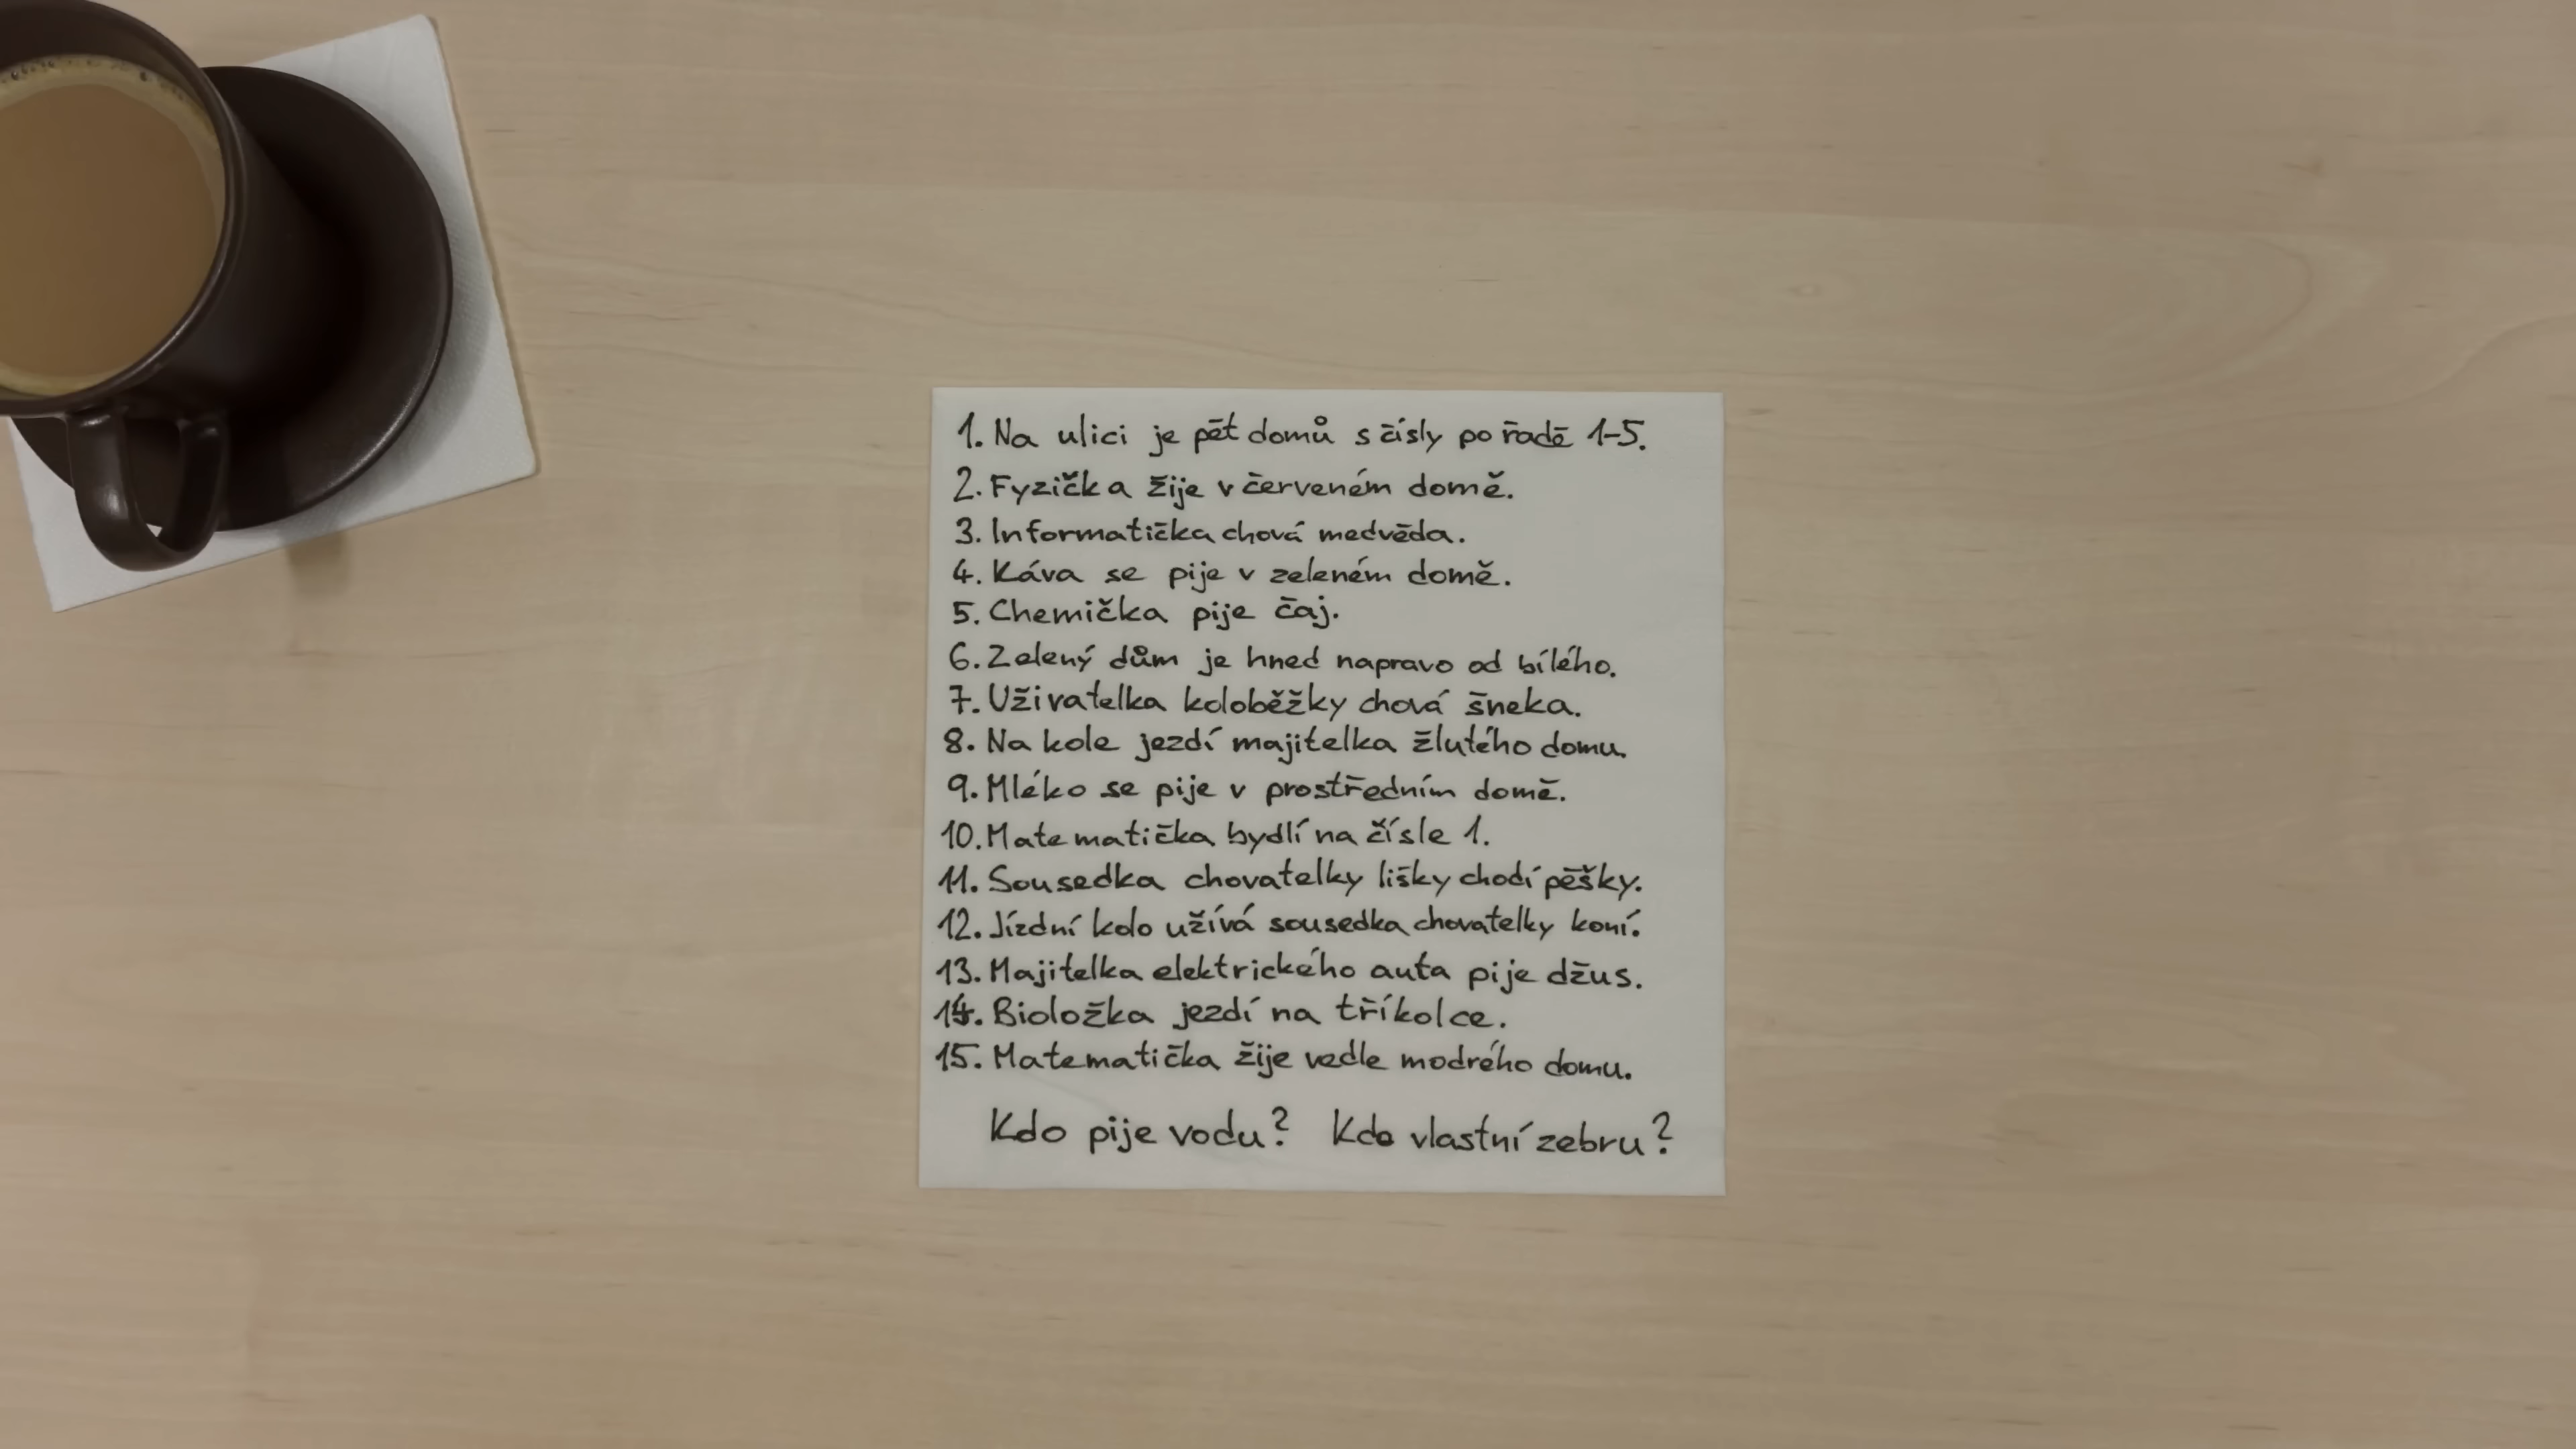 1. Na ulici je pět domů s čísly po řadě 1-5.
2. Fyzička žije v červeném domě.
3. Informatička chová medvěda.
4. Káva se pije v zeleném domě.
5. Chemička pije čaj.
6. Zelený dům je hned napravo od bílého.
7. Uživatelka koloběžky chová šneka.
8. Na kole jezdí majitelka žlutého domu.
9. Mléko se pije v prostředním domě.
10. Matematička bydlí na čísle 1.
11. Sousedka chovatelky lišky chodí pěšky.
12. Jízdní kolo užívá sousedka chovatelky koní.
13. Majitelka elektrického auta pije džus.
14. Bioložka jezdí na tříkolce.
15. Matematička žije vedle modrého domu.
Kdo pije vodu? Kdo vlastní zebru?